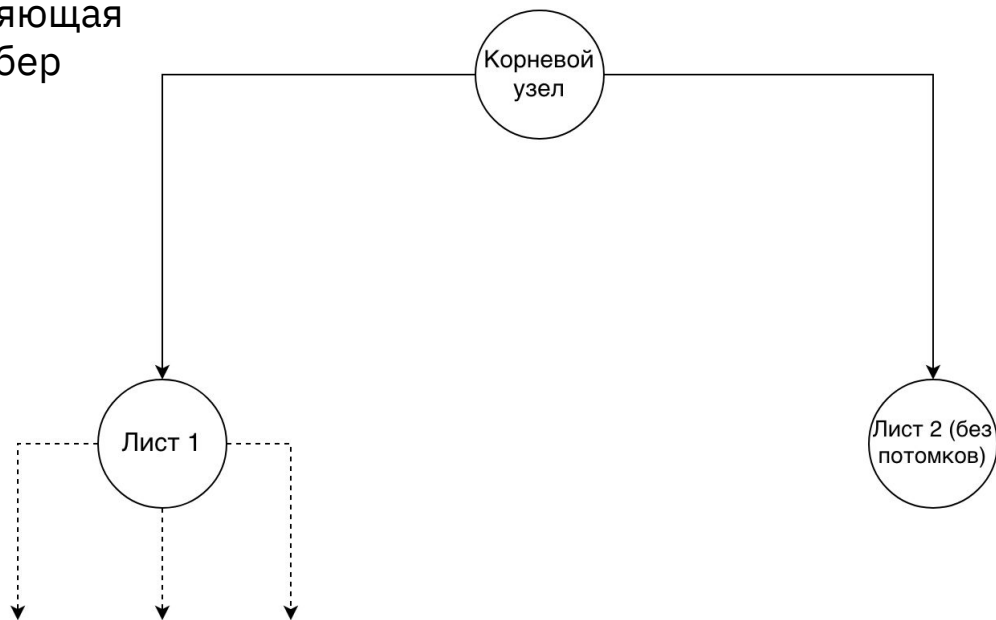 яющая
бер
Корневой
узел
Лист 1
Лист 2 (без
потомков)